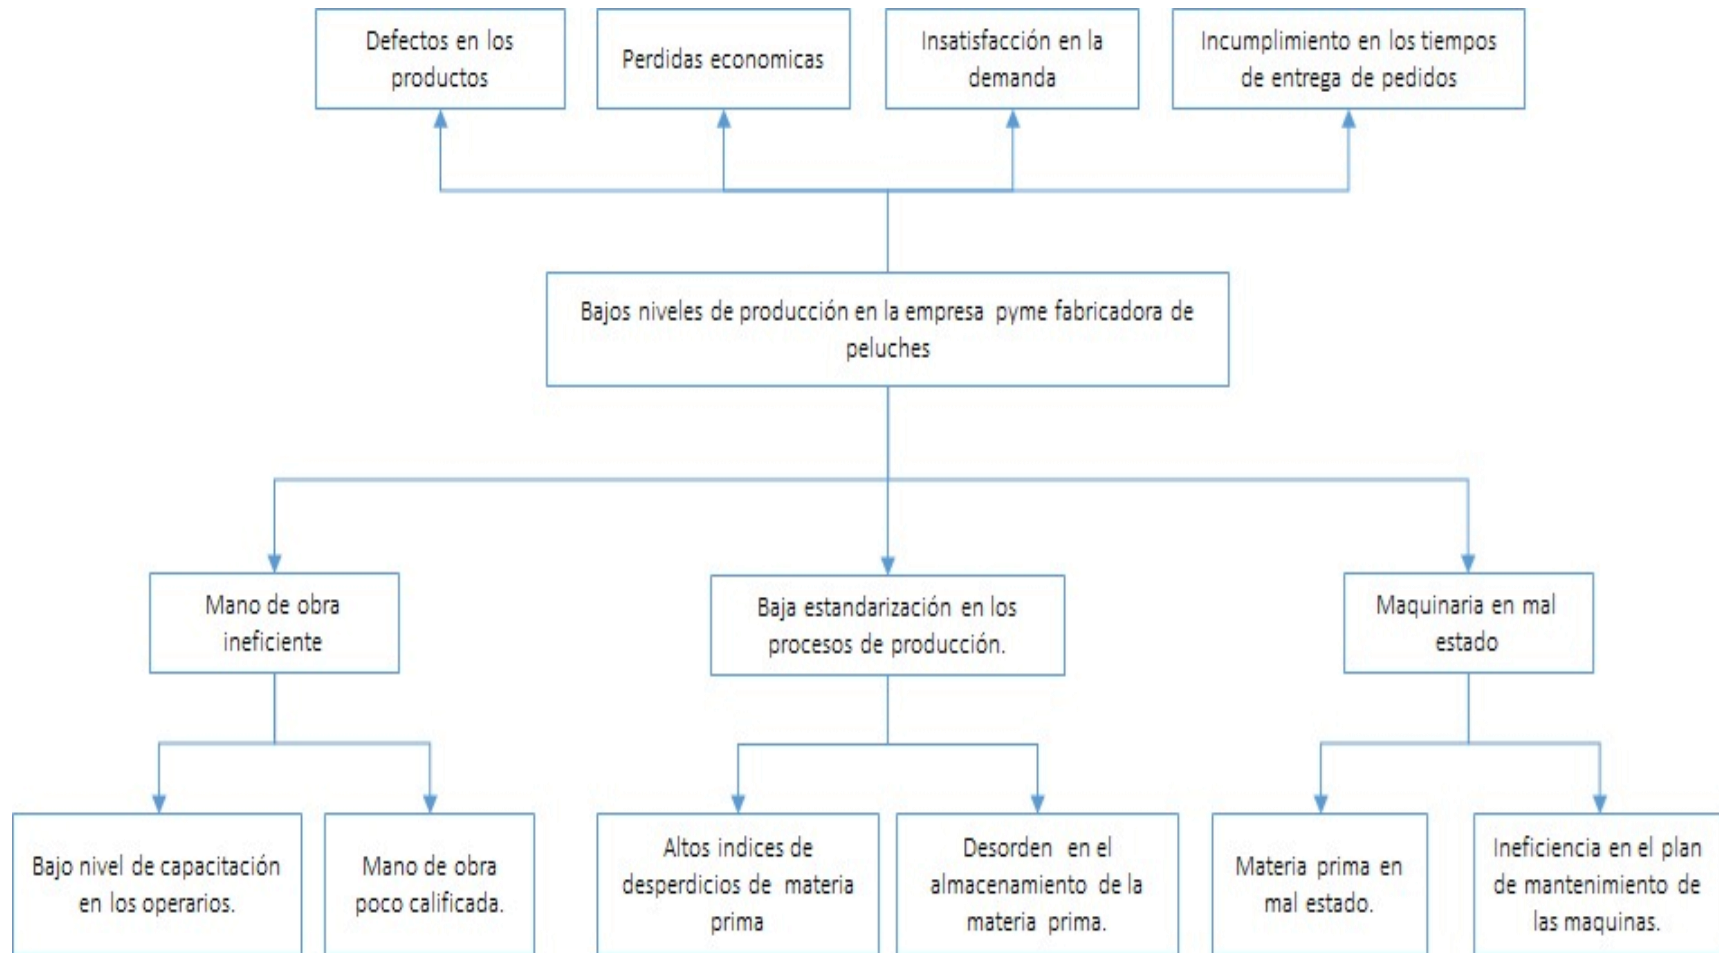 Defectos en los
productos
Perdidas economicas
Insatisfacción en la
demanda
Incumplimiento en los tiempos
de entrega de pedidos
Bajos niveles de producción en la empresa pyme fabricadora de
peluches
Mano de obra
ineficiente
Baja estandarización en los
procesos de producción.
Maquinaria en mal
estado
Bajo nivel de capacitación
en los operarios.
Mano de obra
poco calificada.
Altos indices de
desperdicios de materia
prima
Desorden en el
almacenamiento de la
materia prima.
Materia prima en
mal estado.
Ineficiencia en el plan
de mantenimiento de
las maquinas.